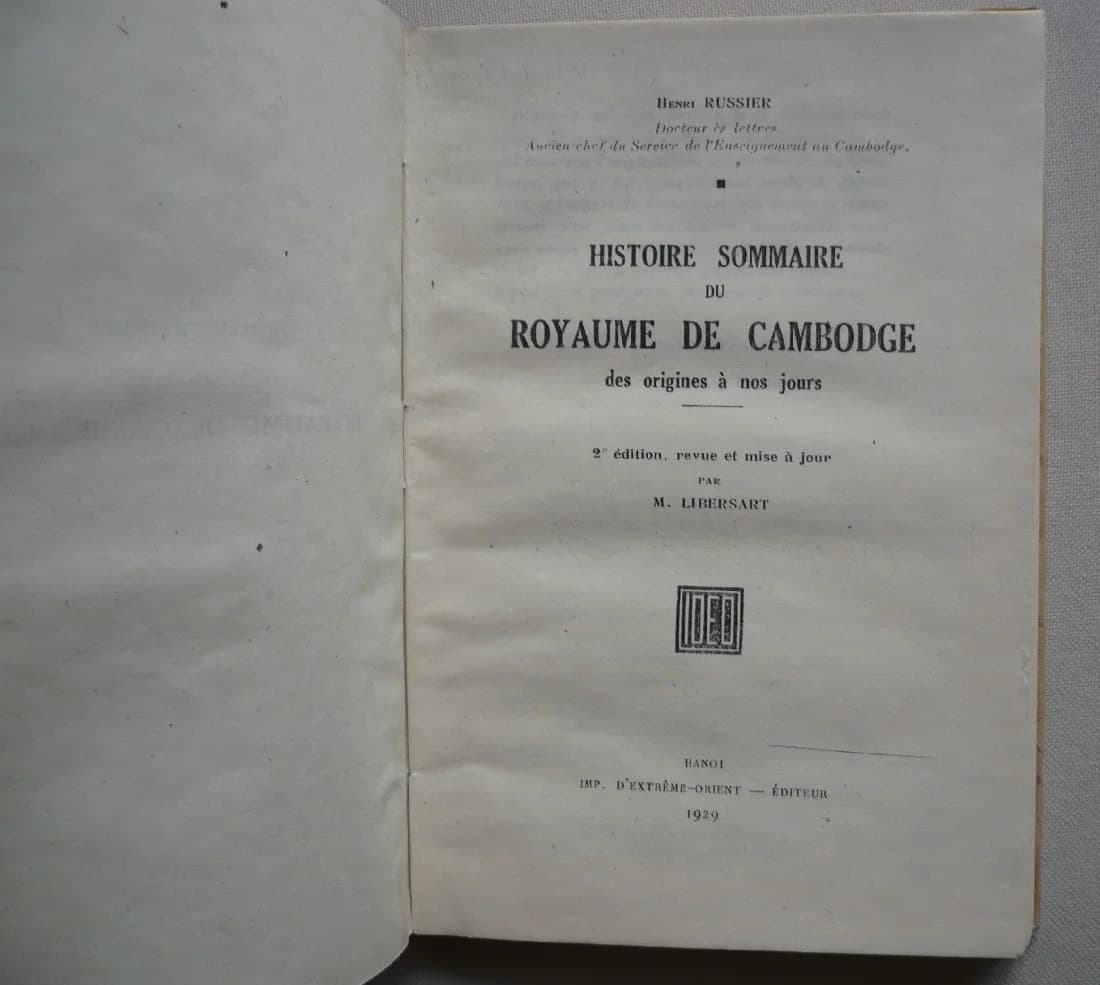 Henri RUSSIER
Docteur ès lettres
Ancien chef du Service de l'Enseignement au Cambodge.
HISTOIRE SOMMAIRE
DU
ROYAUME DE CAMBODGE
des origines à nos jours
2e édition, revue et mise à jour
PAR
M. LIBERSART
IDEO
HANOI
IMP. D'EXTRÊME-ORIENT — ÉDITEUR
1929